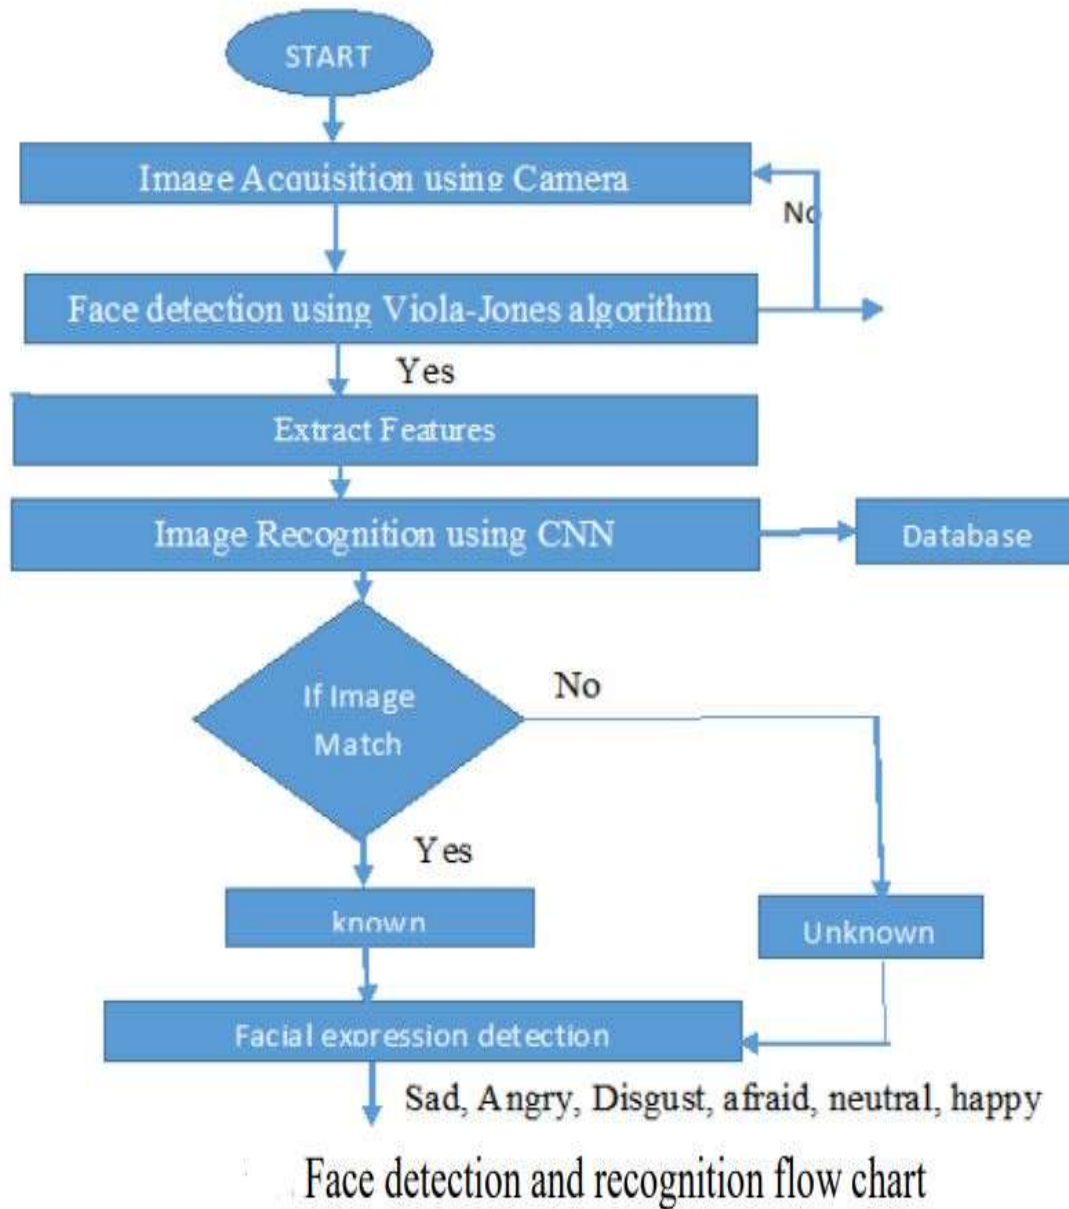 START
Image Acquisition using Camera
No
Face detection using Viola-Jones algorithm
Yes
Extract Features
Image Recognition using CNN
Database
If Image
Match
No
Yes
known
Unknown
Facial expression detection
Sad, Angry, Disgust, afraid, neutral, happy
Face detection and recognition flow chart